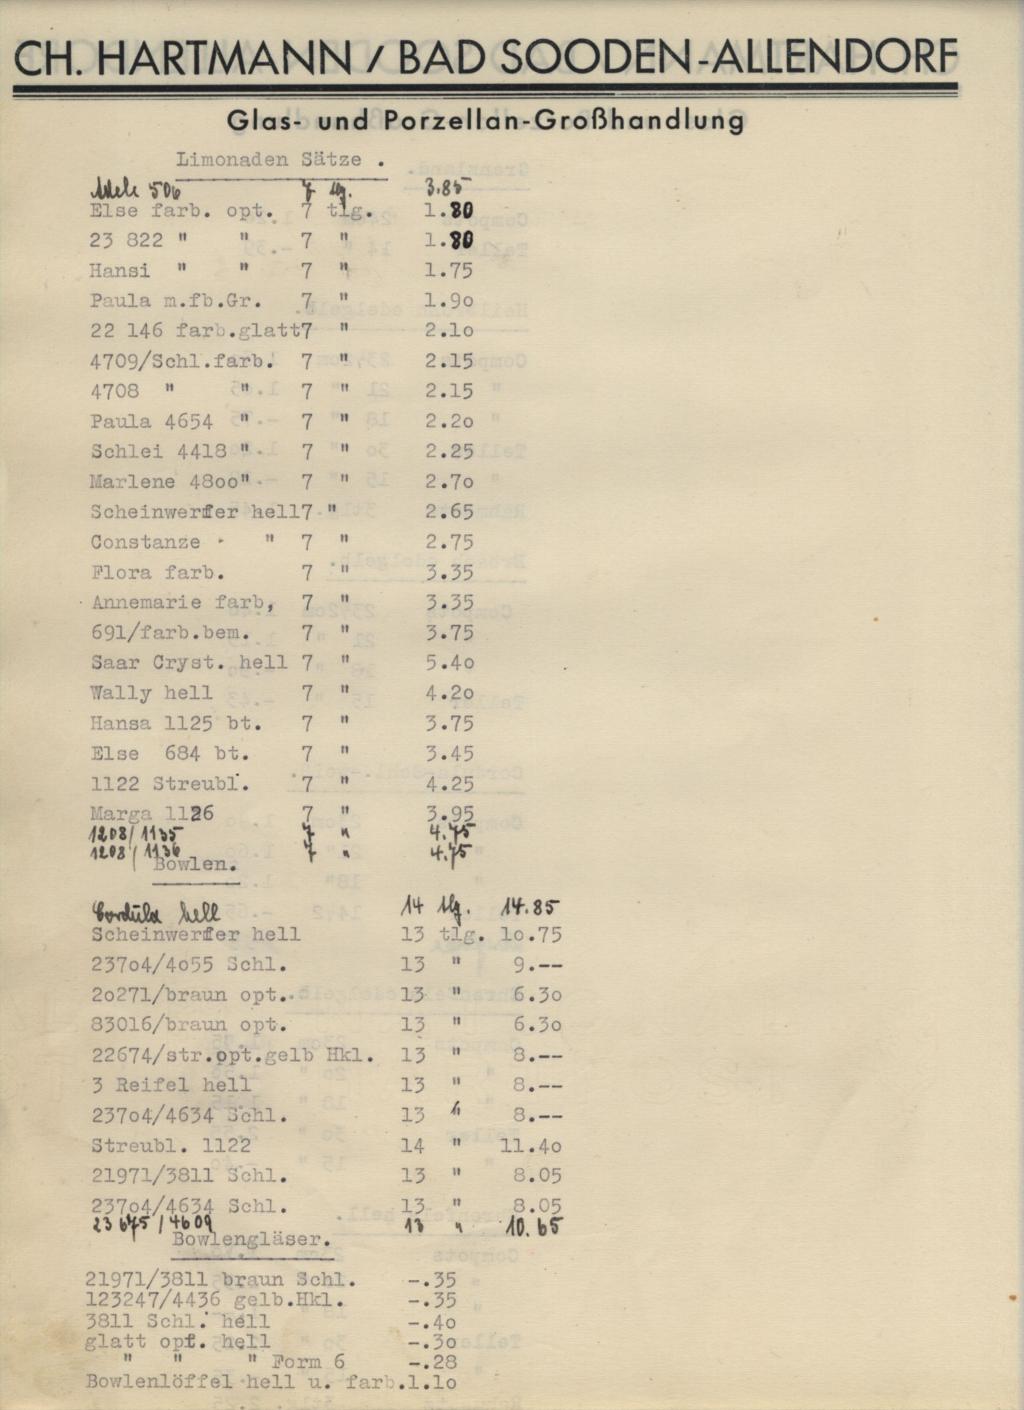 CH. HARTMANN / BAD SOODEN-ALLENDORF
Glas- und Porzellan-Großhandlung
Limonaden Sätze .
Adele 506 7 tlg. 3.85
Else farb. opt. 7 tlg. 1.80
23 822 " " 7 " 1.80
Hansi " " 7 " 1.75
Paula m.fb.Gr. 7 " 1.9o
22 146 farb.glatt7 " 2.1o
4709/Schl.farb. 7 " 2.15
4708 " " 7 " 2.15
Paula 4654 " 7 " 2.2o
Schlei 4418 " 7 " 2.25
Marlene 48oo" 7 " 2.7o
Scheinwerfer hell7 " 2.65
Constanze " 7 " 2.75
Flora farb. 7 " 3.35
Annemarie farb, 7 " 3.35
691/farb.bem. 7 " 3.75
Saar Cryst. hell 7 " 5.4o
Wally hell 7 " 4.2o
Hansa 1125 bt. 7 " 3.75
Else 684 bt. 7 " 3.45
1122 Streubl. 7 " 4.25
Marga 1126 7 " 3.95
1208/1135 7 " 4.75
1208/1136 7 " 4.75
Bowlen.
Cordula hell 14 tlg. 14.85
Scheinwerfer hell 13 tlg. 1o.75
237o4/4o55 Schl. 13 " 9.--
2o271/braun opt. 13 " 6.3o
83016/braun opt. 13 " 6.3o
22674/str.opt.gelb Hkl. 13 " 8.--
3 Reifel hell 13 " 8.--
237o4/4634 Schl. 13 " 8.--
Streubl. 1122 14 " 11.4o
21971/3811 Schl. 13 " 8.05
237o4/4634 Schl. 13 " 8.05
23675/4609 13 " 10.65
Bowlengläser.
21971/3811 braun Schl. -.35
123247/4436 gelb.Hkl. -.35
3811 Schl. hell -.4o
glatt opt. hell -.3o
" " " Form 6 -.28
Bowlenlöffel hell u. farb.1.1o